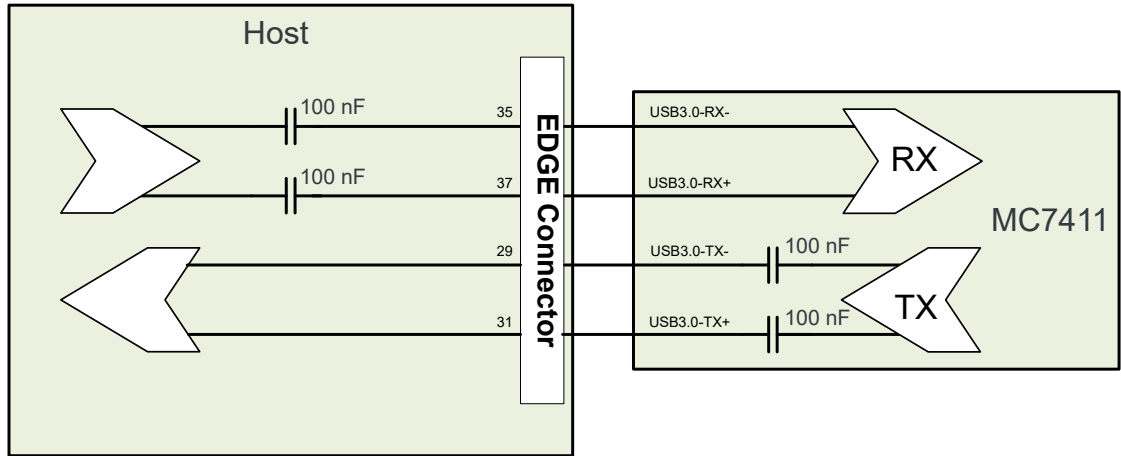 Host
100 nF
35
USB3.0-RX-
100 nF
37
USB3.0-RX+
RX
EDGE Connector
MC7411
29
USB3.0-TX-
100 nF
31
USB3.0-TX+
100 nF
TX